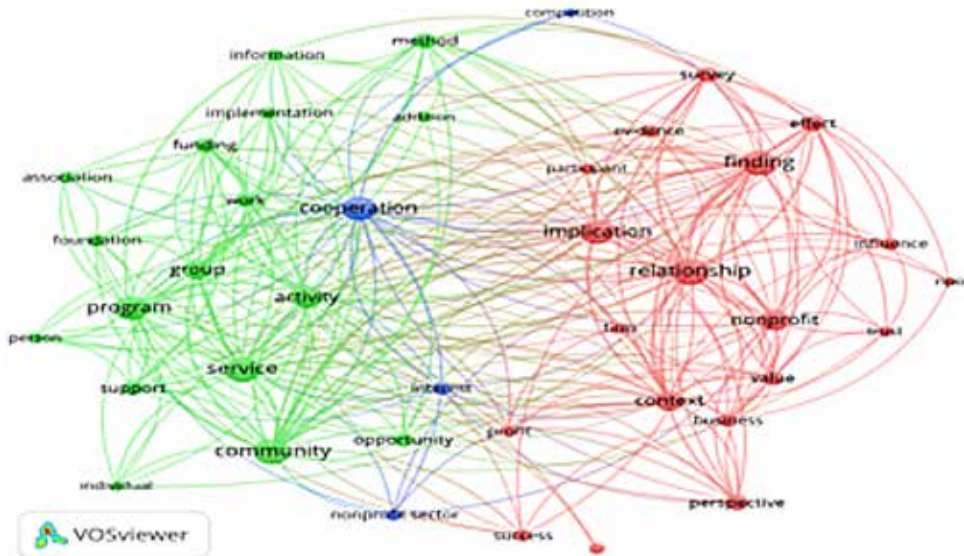 competition
method
information
survey
implementation
addition
effect
evidence
funding
finding
participant
association
work
cooperation
implication
foundation
influence
group
relationship
activity
program
nonprofit
person
trust
service
value
support
interest
context
business
profit
opportunity
community
individual
perspective
nonprofit sector
success
VOSviewer